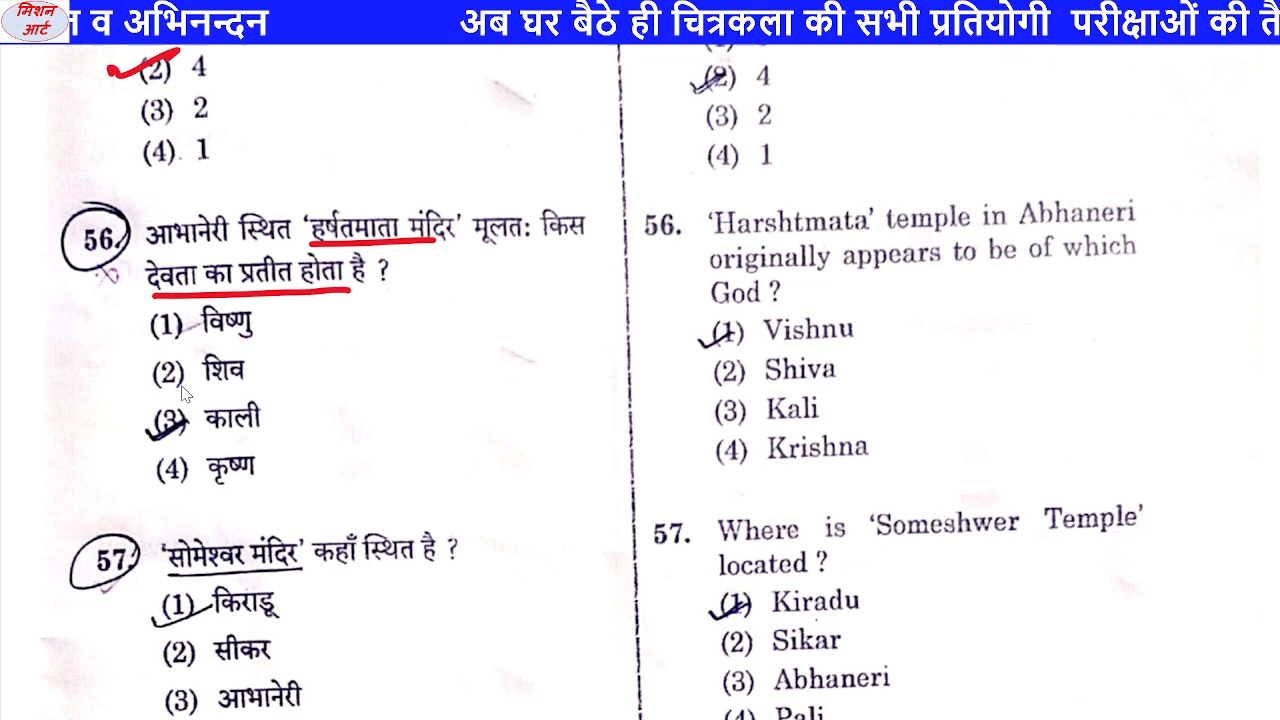 मिशन
आर्ट
व अभिनन्दन
अब घर बैठे ही चित्रकला की सभी प्रतियोगी परीक्षाओं की
(2) 4
(3) 2
(4). 1
56. आभानेरी स्थित ‘हर्षतमाता मंदिर’ मूलतः किस
देवता का प्रतीत होता है ?
(1) विष्णु
(2) शिव
(3) काली
(4) कृष्ण
57. ‘सोमेश्वर मंदिर’ कहाँ स्थित है ?
(1) किराडू
(2) सीकर
(3) आभानेरी
(2) 4
(3) 2
(4) 1
56. ‘Harshtmata’ temple in Abhaneri
originally appears to be of which
God ?
(1) Vishnu
(2) Shiva
(3) Kali
(4) Krishna
57. Where is ‘Someshwer Temple’
located ?
(1) Kiradu
(2) Sikar
(3) Abhaneri
(4) Pali